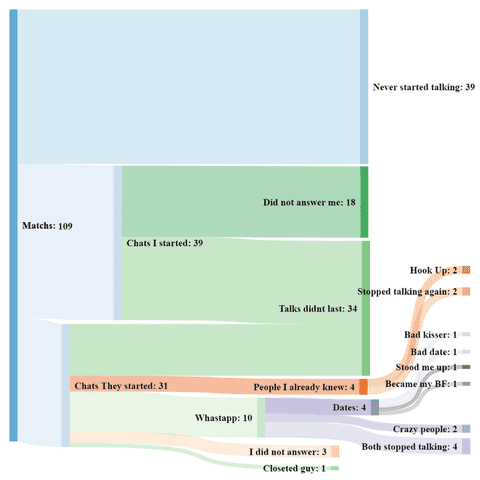 Never started talking: 39
Did not answer me: 18
Matchs: 109
Chats I started: 39
Hook Up: 2
Stopped talking again: 2
Talks didnt last: 34
Bad kisser: 1
Bad date: 1
Stood me up: 1
Chats They started: 31
People I already knew: 4
Became my BF: 1
Dates: 4
Whastapp: 10
Crazy people: 2
Both stopped talking: 4
I did not answer: 3
Closeted guy: 1